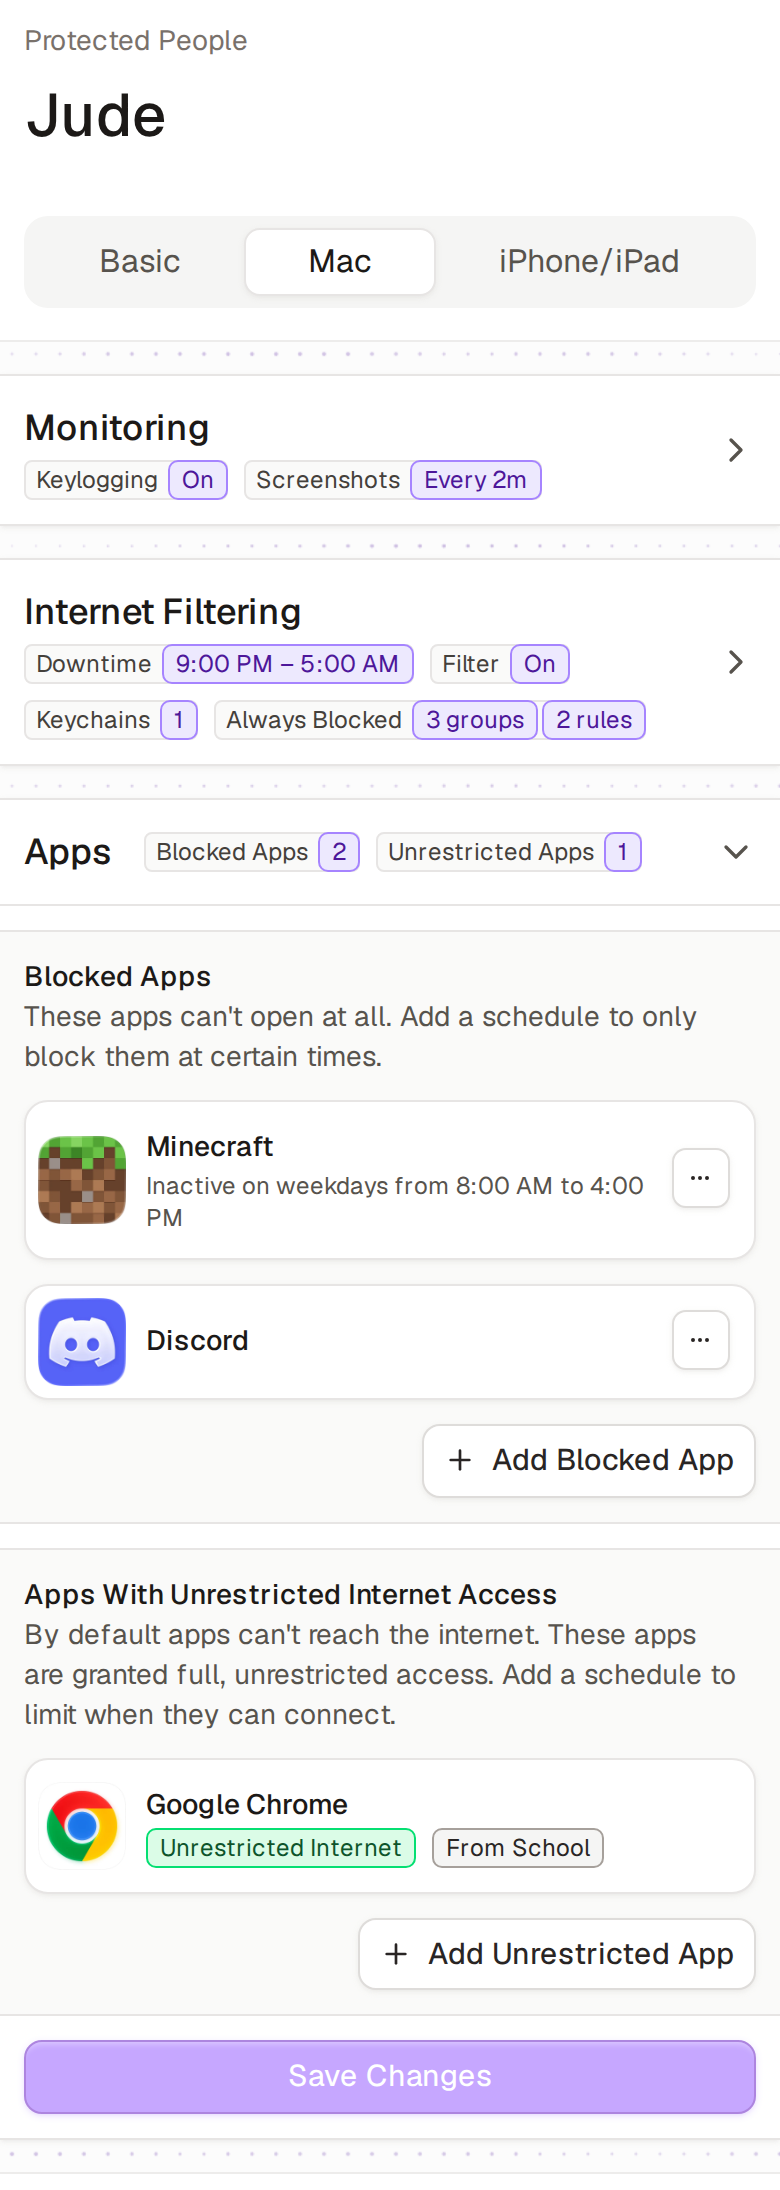 Protected People
Jude
Basic
Mac
iPhone/iPad
Monitoring
Keylogging On Screenshots Every 2m
Internet Filtering
Downtime 9:00 PM – 5:00 AM Filter On
Keychains 1 Always Blocked 3 groups 2 rules
Apps Blocked Apps 2 Unrestricted Apps 1
Blocked Apps
These apps can't open at all. Add a schedule to only
block them at certain times.
Minecraft
Inactive on weekdays from 8:00 AM to 4:00
PM
Discord
Add Blocked App
Apps With Unrestricted Internet Access
By default apps can't reach the internet. These apps
are granted full, unrestricted access. Add a schedule to
limit when they can connect.
Google Chrome
Unrestricted Internet From School
Add Unrestricted App
Save Changes